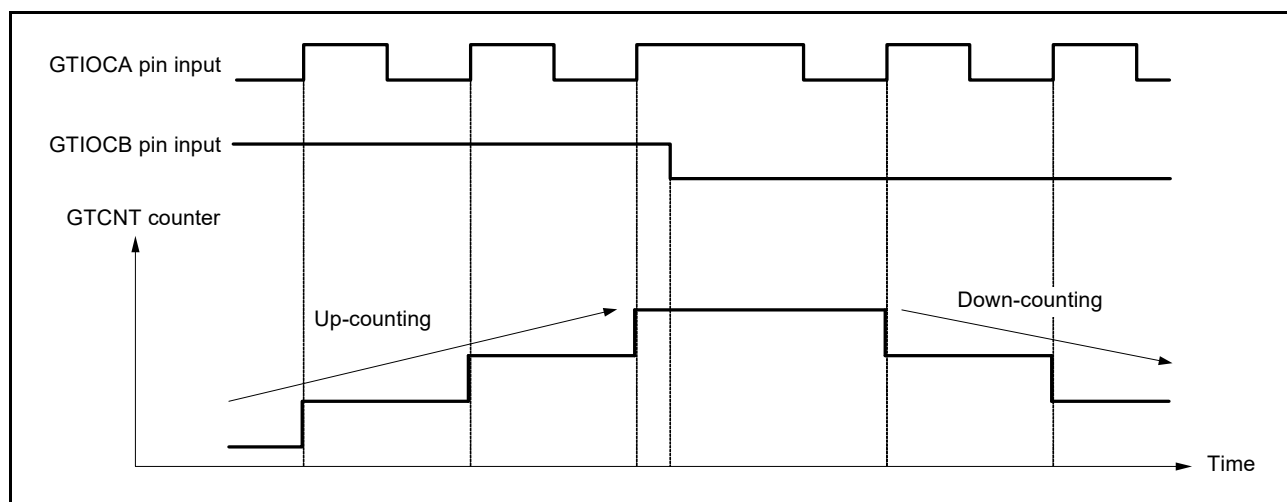 GTIOCA pin input
GTIOCB pin input
GTCNT counter
Up-counting
Down-counting
Time